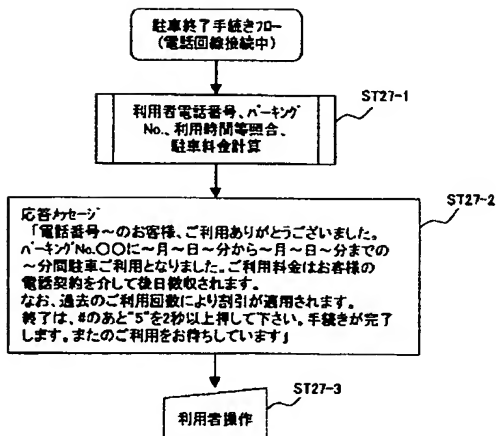 駐車終了手続きフロー
(電話回線接続中)
ST27-1
利用者電話番号、パーキング
No.、利用時間等照合、
駐車料金計算
ST27-2
応答メッセージ
「電話番号～のお客様、ご利用ありがとうございました。
パーキングNo.〇〇に～月～日～分から～月～日～分までの
～分間駐車ご利用となりました。ご利用料金はお客様の
電話契約を介して後日徴収されます。
なお、過去のご利用回数により割引が適用されます。
終了は、#のあと"5"を2秒以上押して下さい。手続きが完了
します。またのご利用をお待ちしています」
ST27-3
利用者操作